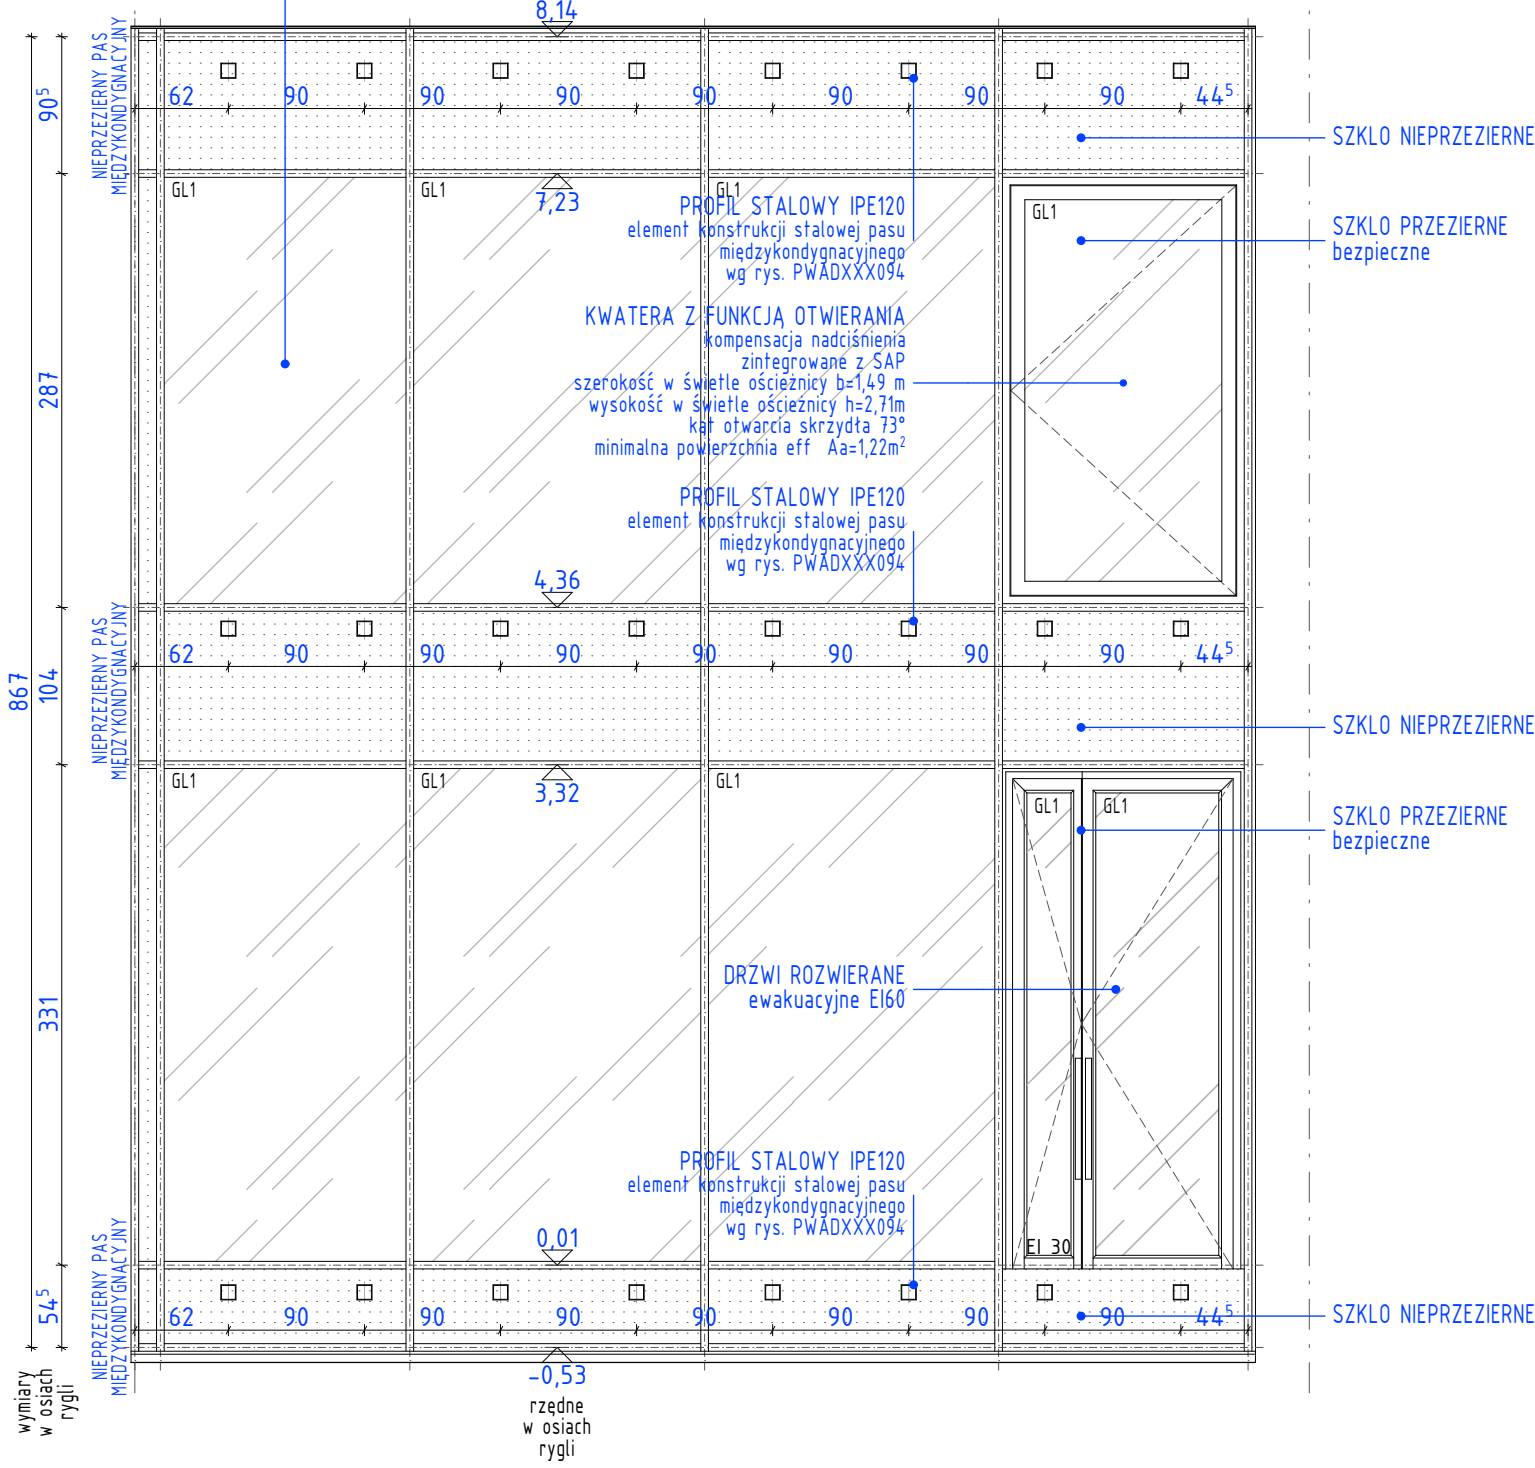 8,14
NIEPRZEZIERNY PAS
MIĘDZYKONDYGNACYJNY
90⁵
62 90 90 90 90 90 90 90 44⁵
SZKLO NIEPRZEZIERNE
GL1 GL1 7,23 GL1 GL1
PROFIL STALOWY IPE120
element konstrukcji stalowej pasu
międzykondygnacyjnego
wg rys. PWADXXX094
SZKLO PRZEZIERNE
bezpieczne
KWATERA Z FUNKCJĄ OTWIERANIA
kompensacja nadciśnienia
zintegrowane z SAP
szerokość w świetle ościeżnicy b=1,49 m
wysokość w świetle ościeżnicy h=2,71m
kąt otwarcia skrzydła 73°
minimalna powierzchnia eff Aa=1,22m²
287
PROFIL STALOWY IPE120
element konstrukcji stalowej pasu
międzykondygnacyjnego
wg rys. PWADXXX094
4,36
NIEPRZEZIERNY PAS
MIĘDZYKONDYGNACYJNY
867
104
62 90 90 90 90 90 90 90 44⁵
SZKLO NIEPRZEZIERNE
GL1 GL1 3,32 GL1 GL1 GL1
SZKLO PRZEZIERNE
bezpieczne
331
DRZWI ROZWIERANE
ewakuacyjne EI60
PROFIL STALOWY IPE120
element konstrukcji stalowej pasu
międzykondygnacyjnego
wg rys. PWADXXX094
0,01
EI 30
NIEPRZEZIERNY PAS
MIĘDZYKONDYGNACYJNY
54⁵
62 90 90 90 90 90 90 90 44⁵
SZKLO NIEPRZEZIERNE
-0,53
wymiary
w osiach
rygli
rzędne
w osiach
rygli